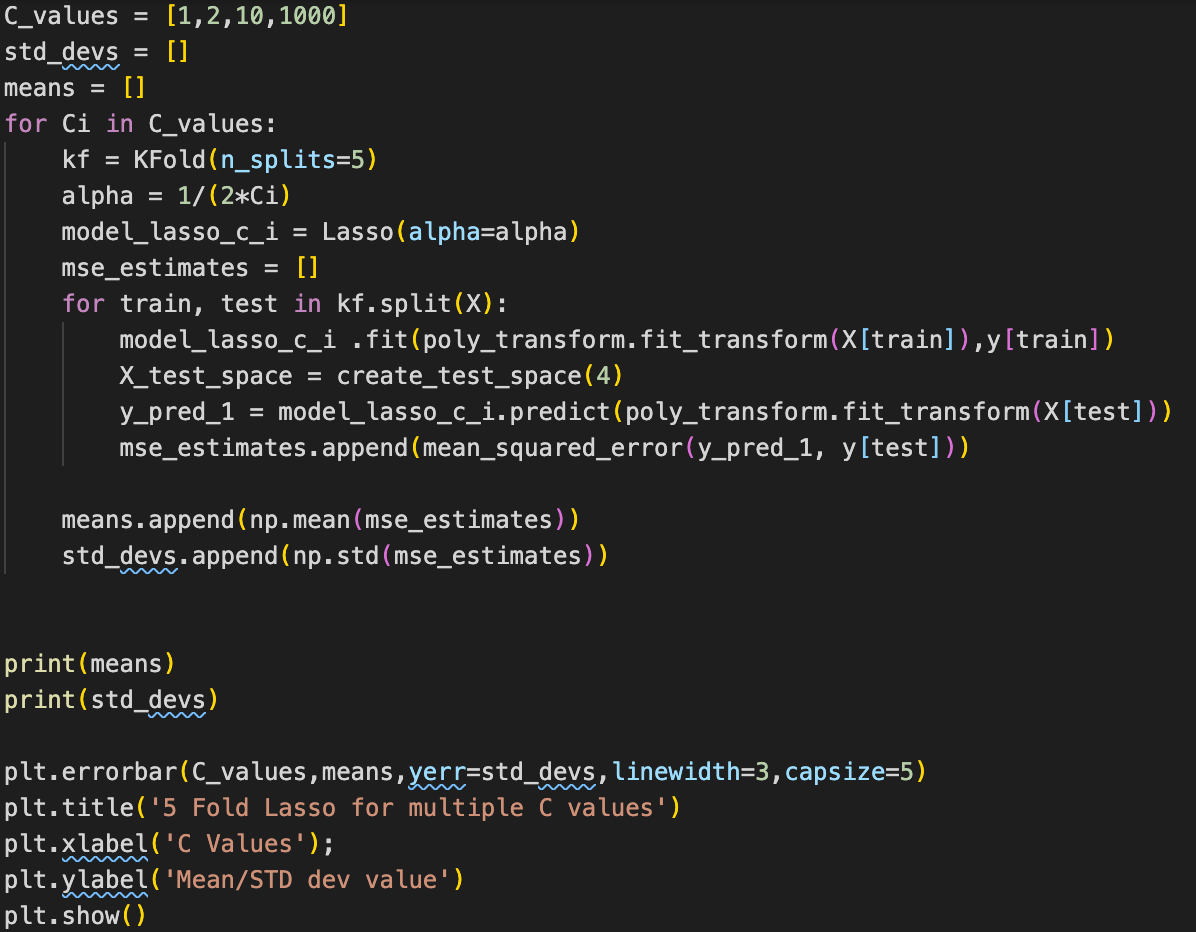 C_values = [1,2,10,1000]
std_devs = []
means = []
for Ci in C_values:
    kf = KFold(n_splits=5)
    alpha = 1/(2*Ci)
    model_lasso_c_i = Lasso(alpha=alpha)
    mse_estimates = []
    for train, test in kf.split(X):
        model_lasso_c_i .fit(poly_transform.fit_transform(X[train]),y[train])
        X_test_space = create_test_space(4)
        y_pred_1 = model_lasso_c_i.predict(poly_transform.fit_transform(X[test]))
        mse_estimates.append(mean_squared_error(y_pred_1, y[test]))
    means.append(np.mean(mse_estimates))
    std_devs.append(np.std(mse_estimates))
print(means)
print(std_devs)
plt.errorbar(C_values,means,yerr=std_devs,linewidth=3,capsize=5)
plt.title('5 Fold Lasso for multiple C values')
plt.xlabel('C Values');
plt.ylabel('Mean/STD dev value')
plt.show()